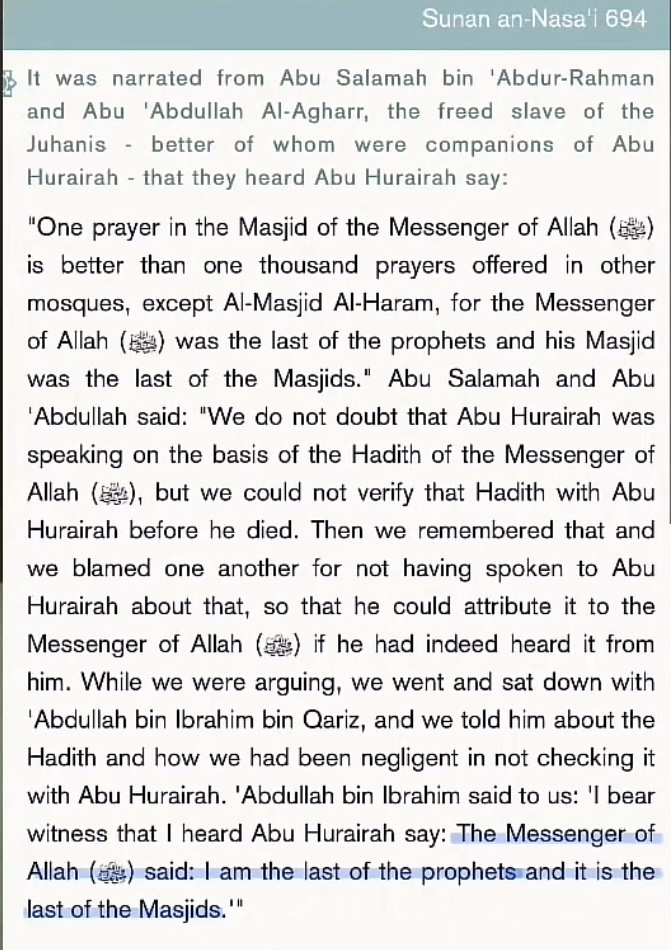 Sunan an-Nasa'i 694
It was narrated from Abu Salamah bin 'Abdur-Rahman
and Abu 'Abdullah Al-Agharr, the freed slave of the
Juhanis - better of whom were companions of Abu
Hurairah - that they heard Abu Hurairah say:
"One prayer in the Masjid of the Messenger of Allah (ﷺ)
is better than one thousand prayers offered in other
mosques, except Al-Masjid Al-Haram, for the Messenger
of Allah (ﷺ) was the last of the prophets and his Masjid
was the last of the Masjids." Abu Salamah and Abu
'Abdullah said: "We do not doubt that Abu Hurairah was
speaking on the basis of the Hadith of the Messenger of
Allah (ﷺ), but we could not verify that Hadith with Abu
Hurairah before he died. Then we remembered that and
we blamed one another for not having spoken to Abu
Hurairah about that, so that he could attribute it to the
Messenger of Allah (ﷺ) if he had indeed heard it from
him. While we were arguing, we went and sat down with
'Abdullah bin Ibrahim bin Qariz, and we told him about the
Hadith and how we had been negligent in not checking it
with Abu Hurairah. 'Abdullah bin Ibrahim said to us: 'I bear
witness that I heard Abu Hurairah say: The Messenger of
Allah (ﷺ) said: I am the last of the prophets and it is the
last of the Masjids.'"